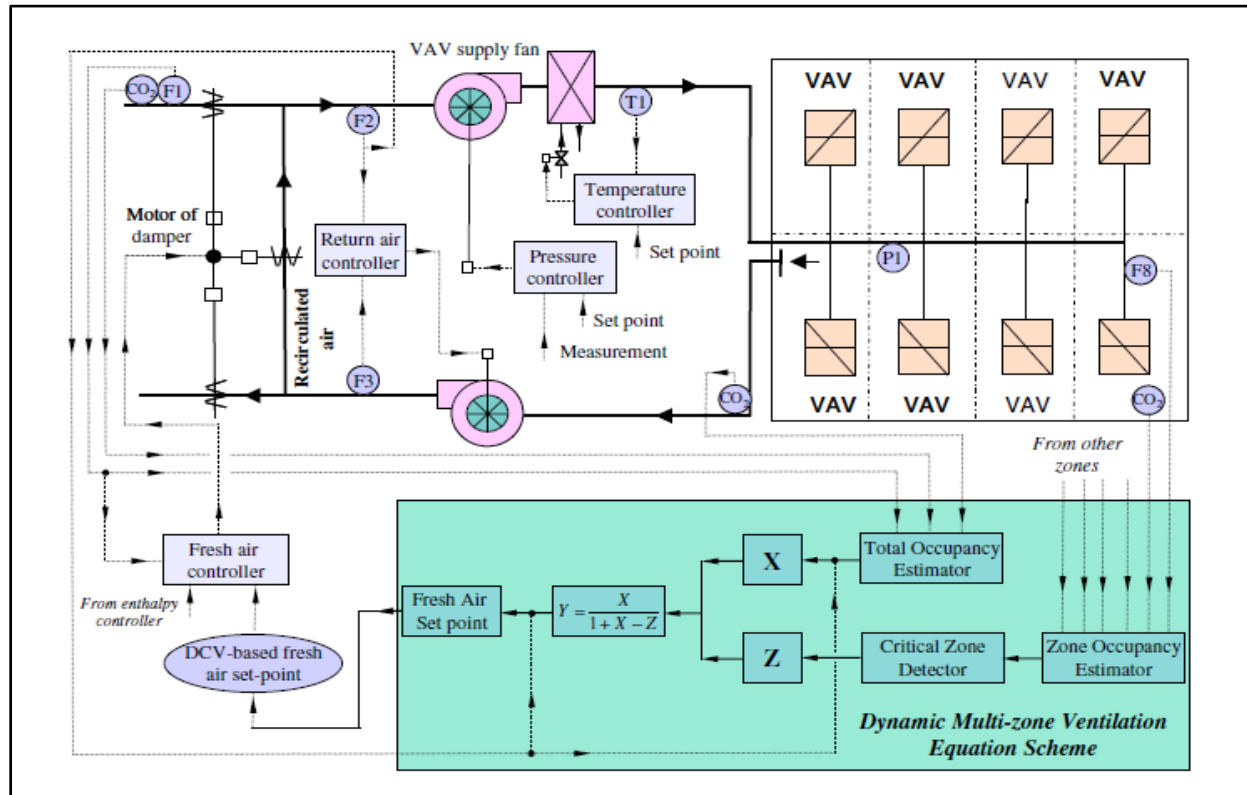 VAV supply fan
VAV
VAV
VAV
VAV
CO₂
F1
F2
T1
Temperature
controller
Set point
Motor of
damper
Return air
controller
Pressure
controller
Set point
Measurement
P1
F8
Recirculated
air
F3
CO₂
VAV
VAV
VAV
VAV
CO₂
From other
zones
Fresh air
controller
From enthalpy
controller
DCV-based fresh
air set-point
Fresh Air
Set point
Y = X / (1 + X − Z)
X
Z
Total Occupancy
Estimator
Critical Zone
Detector
Zone Occupancy
Estimator
Dynamic Multi-zone Ventilation
Equation Scheme